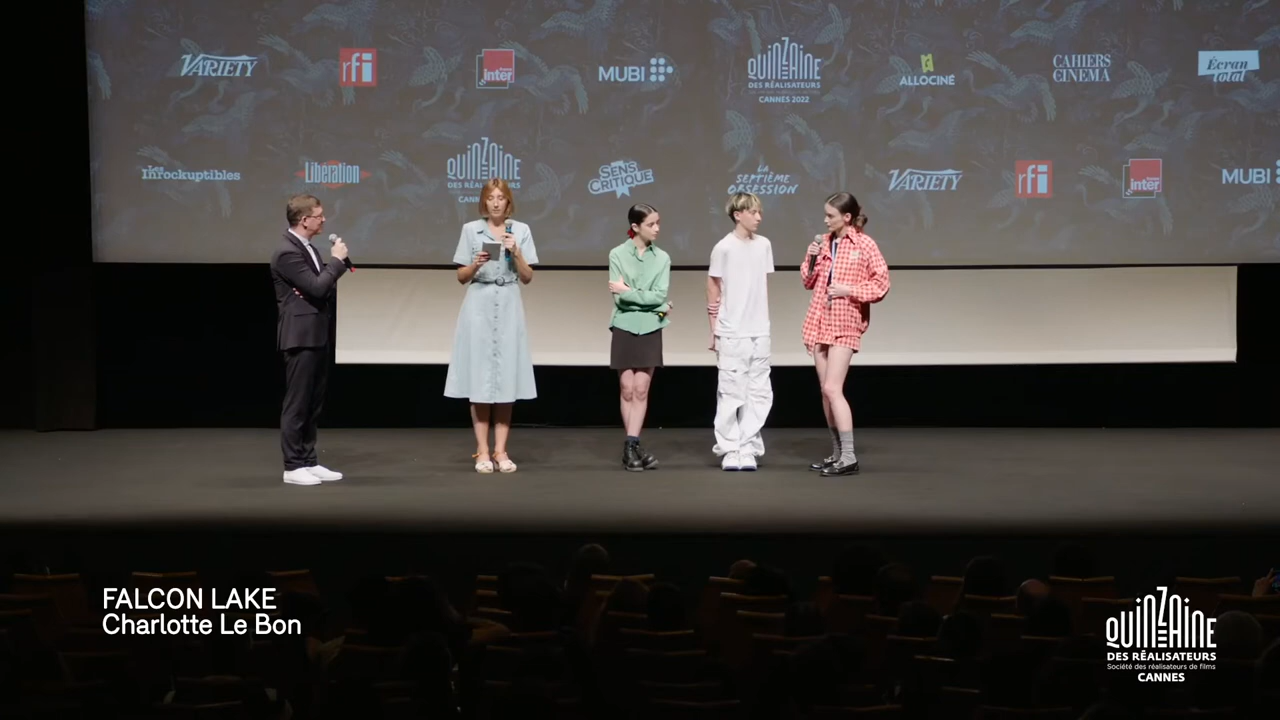 VARIETY
rfi
inter
MUBI
QUINZAINE
DES RÉALISATEURS
CANNES 2022
ALLOCINÉ
CAHIERS
CINEMA
Écran
total
Les
inRockuptibles
Libération
QUINZAINE
DES RÉALISATEURS
SENS
CRITIQUE
LA
SEPTIÈME
OBSESSION
VARIETY
rfi
inter
MUBI
FALCON LAKE
Charlotte Le Bon
QUINZAINE
DES RÉALISATEURS
Société des réalisateurs de films
CANNES